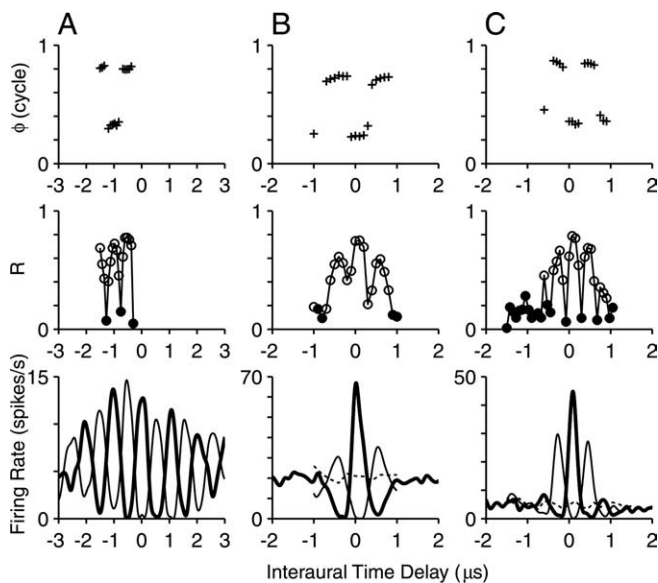 A B C
ϕ (cycle)
1 1 1
0 0 0
-3 -2 -1 0 1 2 3 -2 -1 0 1 2 -2 -1 0 1 2
R
1 1 1
0 0 0
-3 -2 -1 0 1 2 3 -2 -1 0 1 2 -2 -1 0 1 2
Firing Rate (spikes/s)
15 70 50
0 0 0
-3 -2 -1 0 1 2 3 -2 -1 0 1 2 -2 -1 0 1 2
Interaural Time Delay (μs)